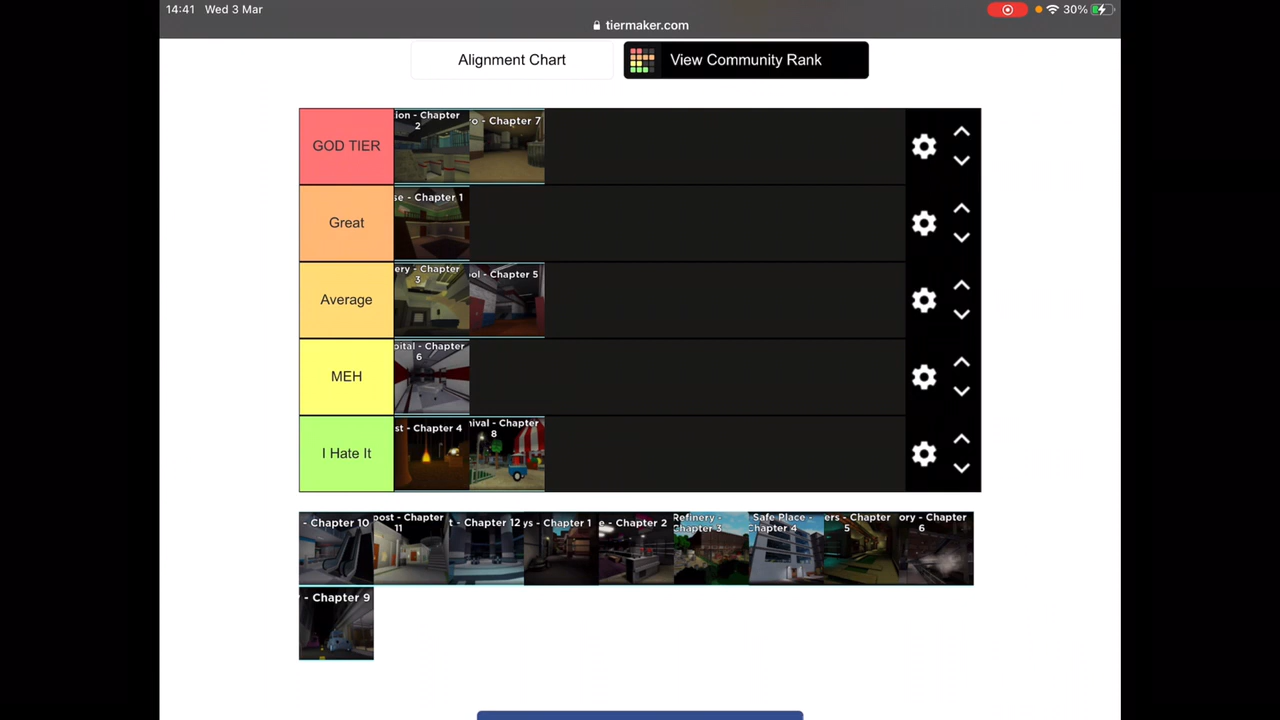 14:41 Wed 3 Mar 30%
tiermaker.com
Alignment Chart
View Community Rank
GOD TIER
ion - Chapter
2
o - Chapter 7
Great
se - Chapter 1
Average
ery - Chapter
3
ol - Chapter 5
MEH
pital - Chapter
6
I Hate It
st - Chapter 4
nival - Chapter
8
- Chapter 10
post - Chapter
11
t - Chapter 12
ys - Chapter 1
e - Chapter 2
Refinery -
Chapter 3
Safe Place -
Chapter 4
ers - Chapter
5
ory - Chapter
6
- Chapter 9